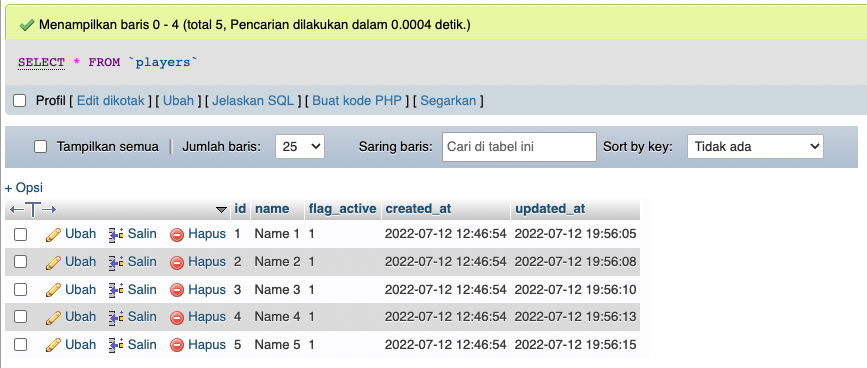 Menampilkan baris 0 - 4 (total 5, Pencarian dilakukan dalam 0.0004 detik.)
SELECT * FROM `players`
Profil [ Edit dikotak ] [ Ubah ] [ Jelaskan SQL ] [ Buat kode PHP ] [ Segarkan ]
Tampilkan semua | Jumlah baris: 25 Saring baris: Cari di tabel ini Sort by key: Tidak ada
+ Opsi
←T→ id name flag_active created_at updated_at
Ubah Salin Hapus 1 Name 1 1 2022-07-12 12:46:54 2022-07-12 19:56:05
Ubah Salin Hapus 2 Name 2 1 2022-07-12 12:46:54 2022-07-12 19:56:08
Ubah Salin Hapus 3 Name 3 1 2022-07-12 12:46:54 2022-07-12 19:56:10
Ubah Salin Hapus 4 Name 4 1 2022-07-12 12:46:54 2022-07-12 19:56:13
Ubah Salin Hapus 5 Name 5 1 2022-07-12 12:46:54 2022-07-12 19:56:15